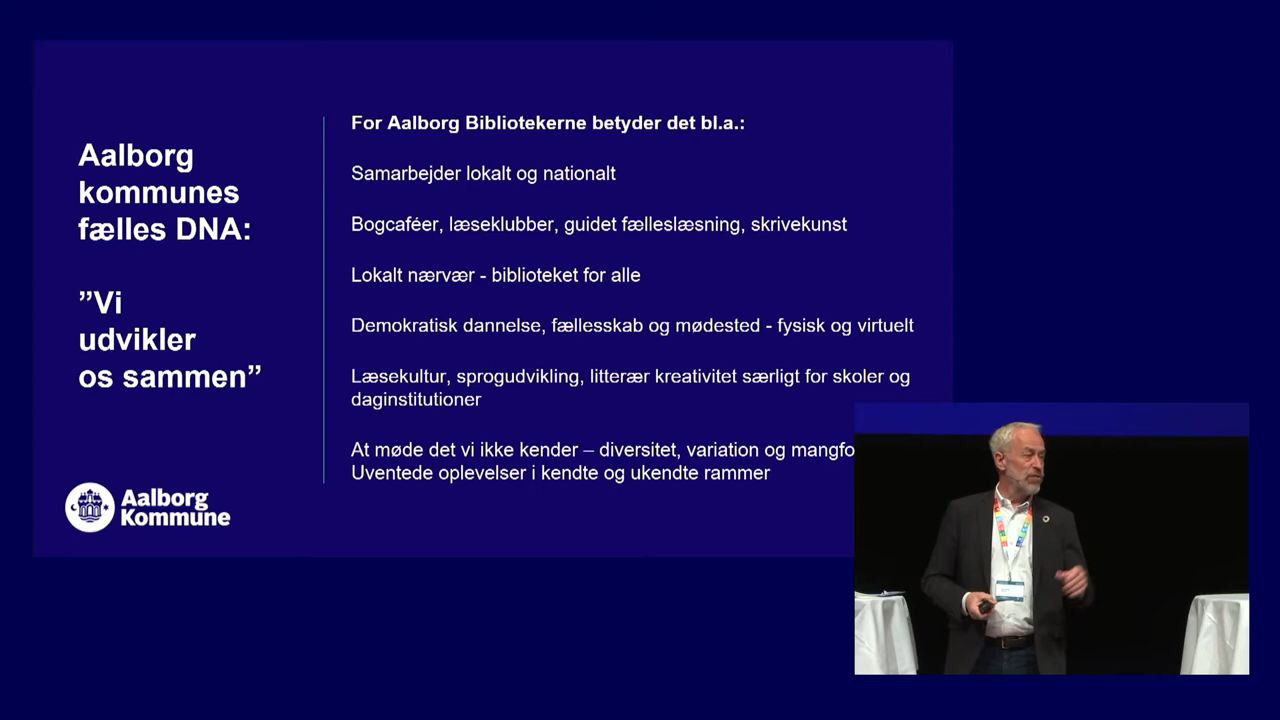 Aalborg
kommunes
fælles DNA:
”Vi
udvikler
os sammen”
Aalborg
Kommune
For Aalborg Bibliotekerne betyder det bl.a.:
Samarbejder lokalt og nationalt
Bogcaféer, læseklubber, guidet fælleslæsning, skrivekunst
Lokalt nærvær - biblioteket for alle
Demokratisk dannelse, fællesskab og mødested - fysisk og virtuelt
Læsekultur, sprogudvikling, litterær kreativitet særligt for skoler og
daginstitutioner
At møde det vi ikke kender – diversitet, variation og mangfo
Uventede oplevelser i kendte og ukendte rammer